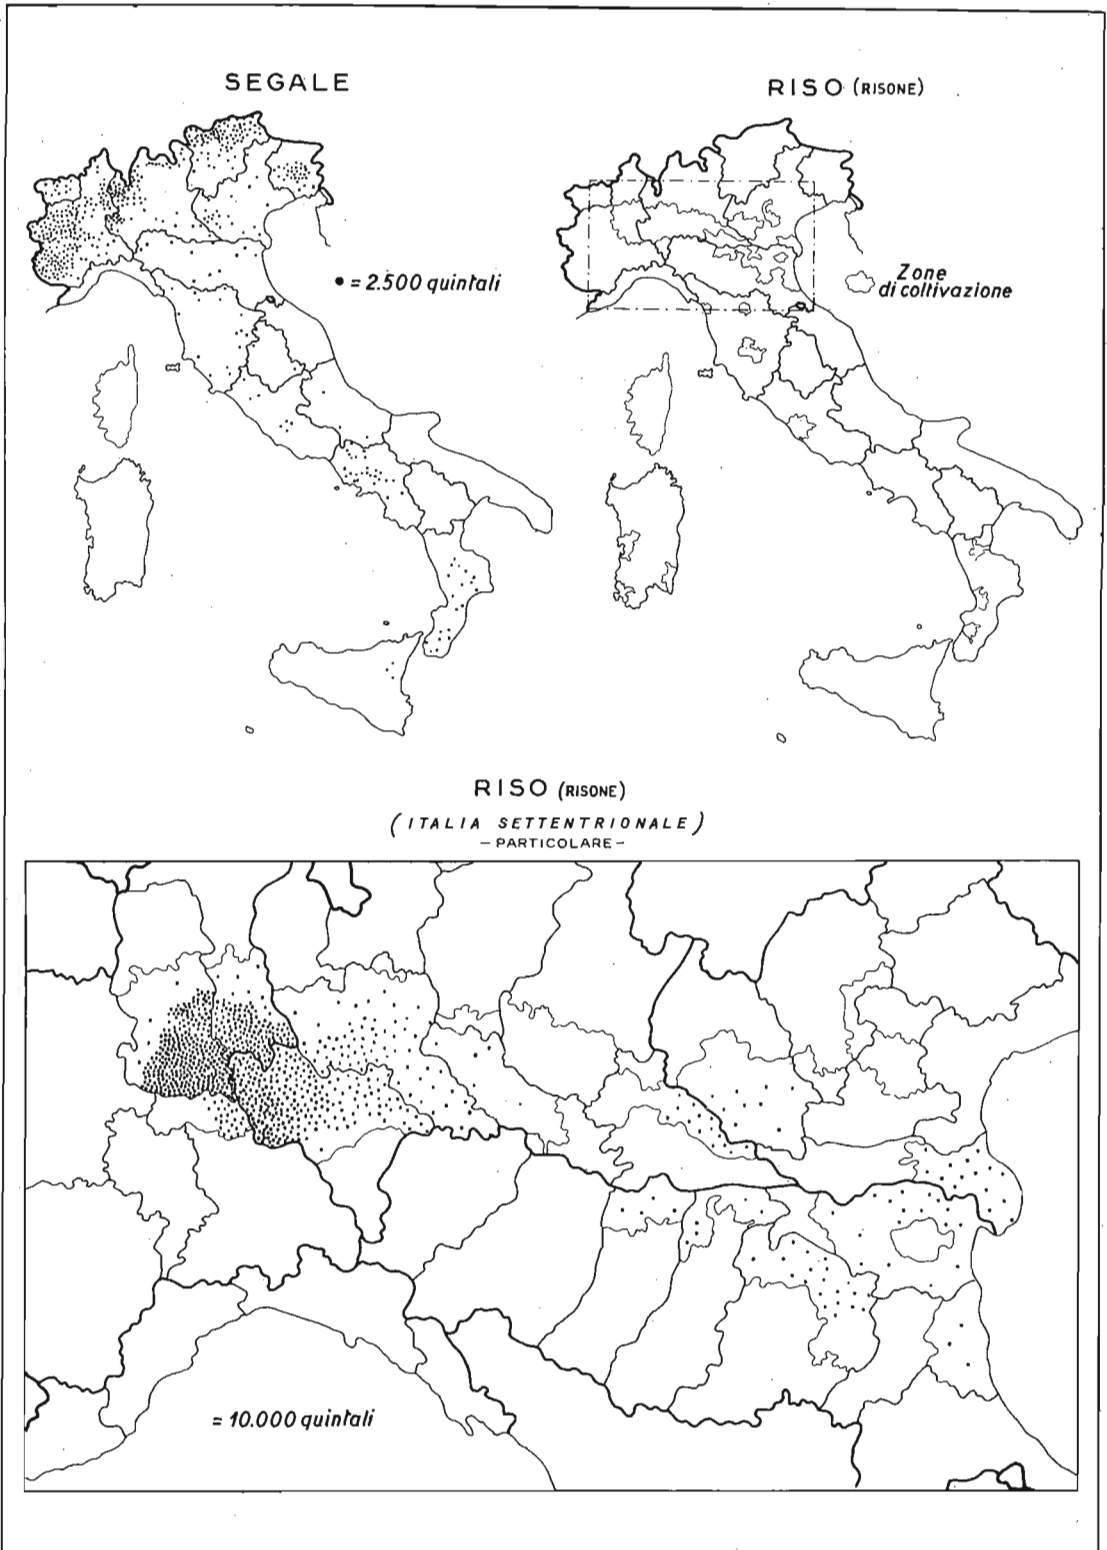 SEGALE
RISO (RISONE)
• = 2.500 quintali
Zone
di coltivazione
RISO (RISONE)
(ITALIA SETTENTRIONALE)
— PARTICOLARE —
= 10.000 quintali